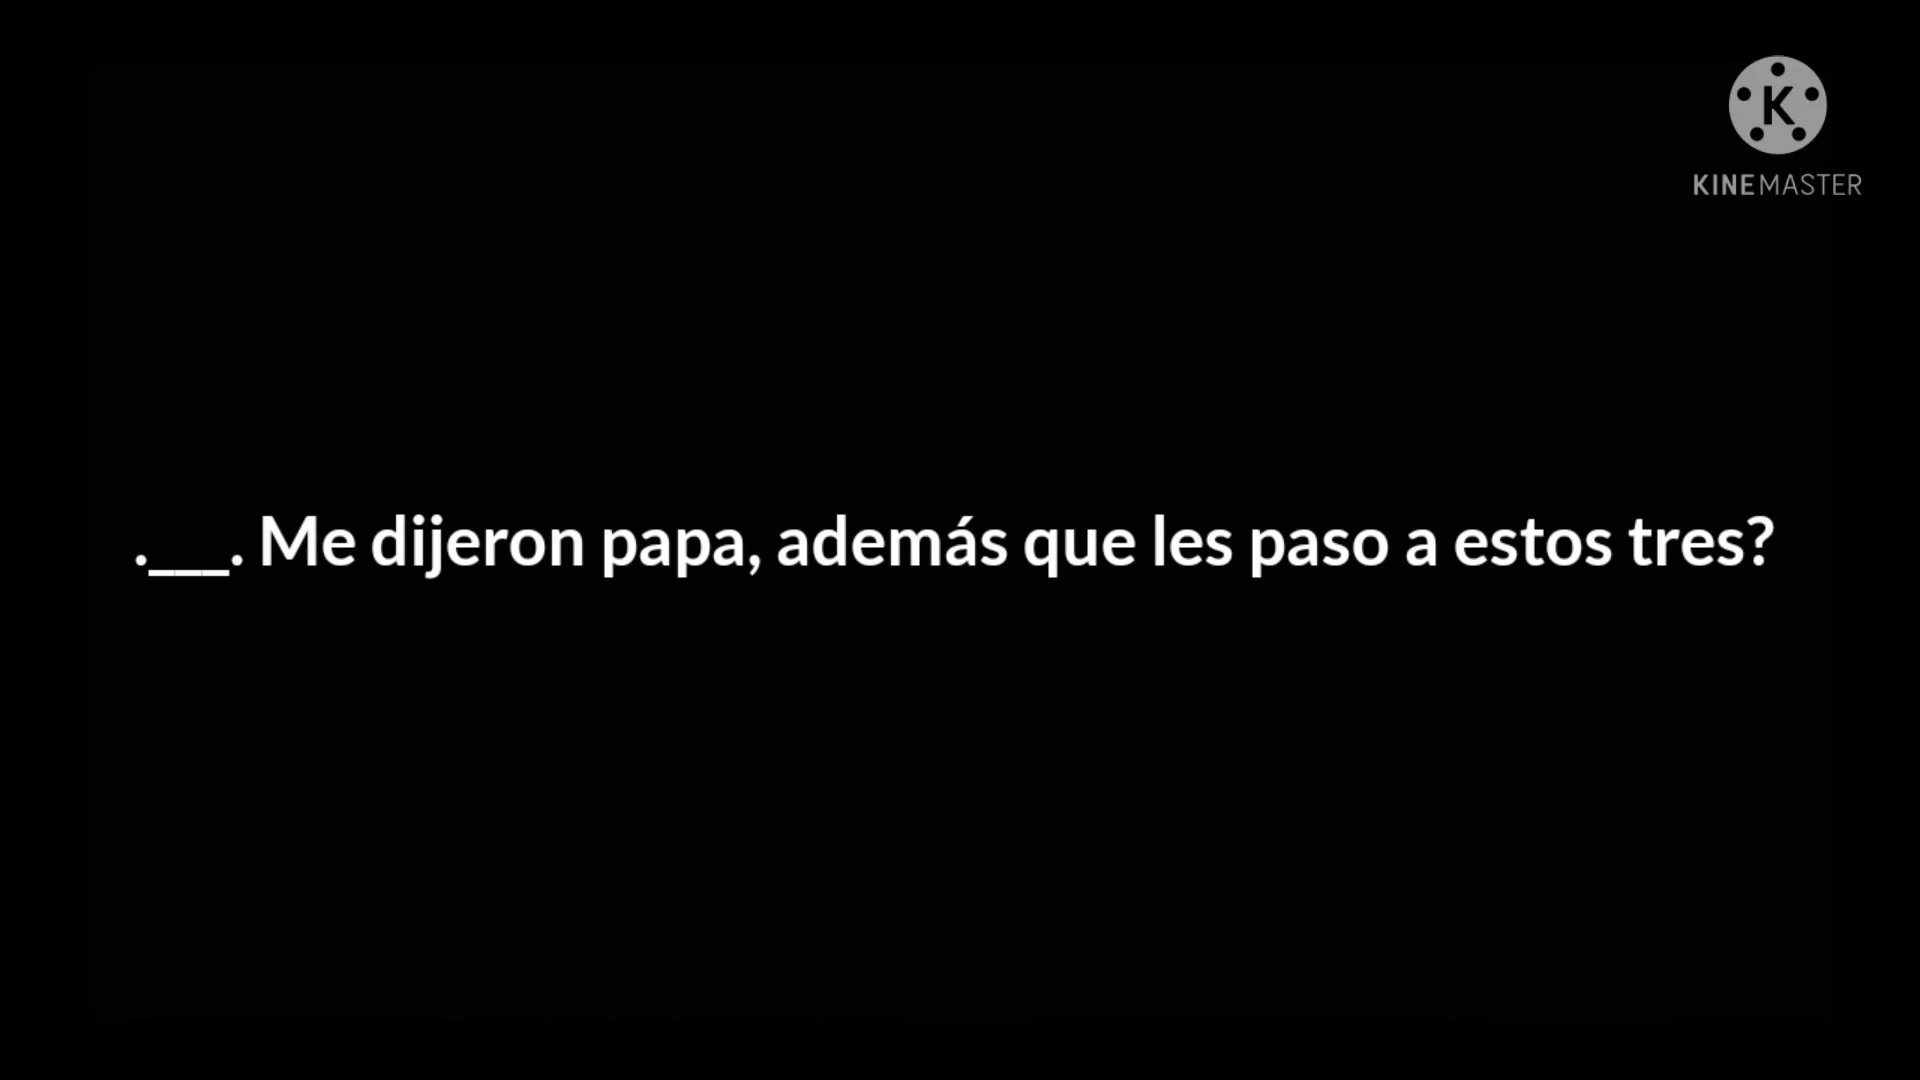 K
KINEMASTER
.___. Me dijeron papa, además que les paso a estos tres?